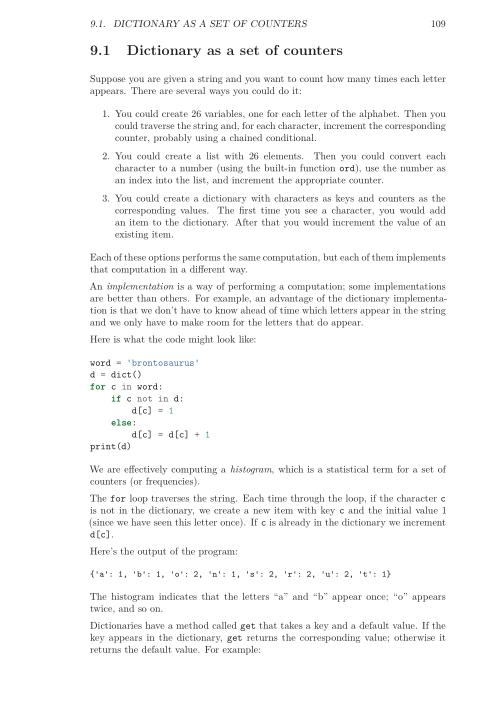 9.1. DICTIONARY AS A SET OF COUNTERS 109
9.1 Dictionary as a set of counters
Suppose you are given a string and you want to count how many times each letter
appears. There are several ways you could do it:
1. You could create 26 variables, one for each letter of the alphabet. Then you
could traverse the string and, for each character, increment the corresponding
counter, probably using a chained conditional.
2. You could create a list with 26 elements. Then you could convert each
character to a number (using the built-in function ord), use the number as
an index into the list, and increment the appropriate counter.
3. You could create a dictionary with characters as keys and counters as the
corresponding values. The first time you see a character, you would add
an item to the dictionary. After that you would increment the value of an
existing item.
Each of these options performs the same computation, but each of them implements
that computation in a different way.
An implementation is a way of performing a computation; some implementations
are better than others. For example, an advantage of the dictionary implementa-
tion is that we don't have to know ahead of time which letters appear in the string
and we only have to make room for the letters that do appear.
Here is what the code might look like:
word = 'brontosaurus'
d = dict()
for c in word:
    if c not in d:
        d[c] = 1
    else:
        d[c] = d[c] + 1
print(d)
We are effectively computing a histogram, which is a statistical term for a set of
counters (or frequencies).
The for loop traverses the string. Each time through the loop, if the character c
is not in the dictionary, we create a new item with key c and the initial value 1
(since we have seen this letter once). If c is already in the dictionary we increment
d[c].
Here's the output of the program:
{'a': 1, 'b': 1, 'o': 2, 'n': 1, 's': 2, 'r': 2, 'u': 2, 't': 1}
The histogram indicates that the letters “a” and “b” appear once; “o” appears
twice, and so on.
Dictionaries have a method called get that takes a key and a default value. If the
key appears in the dictionary, get returns the corresponding value; otherwise it
returns the default value. For example: